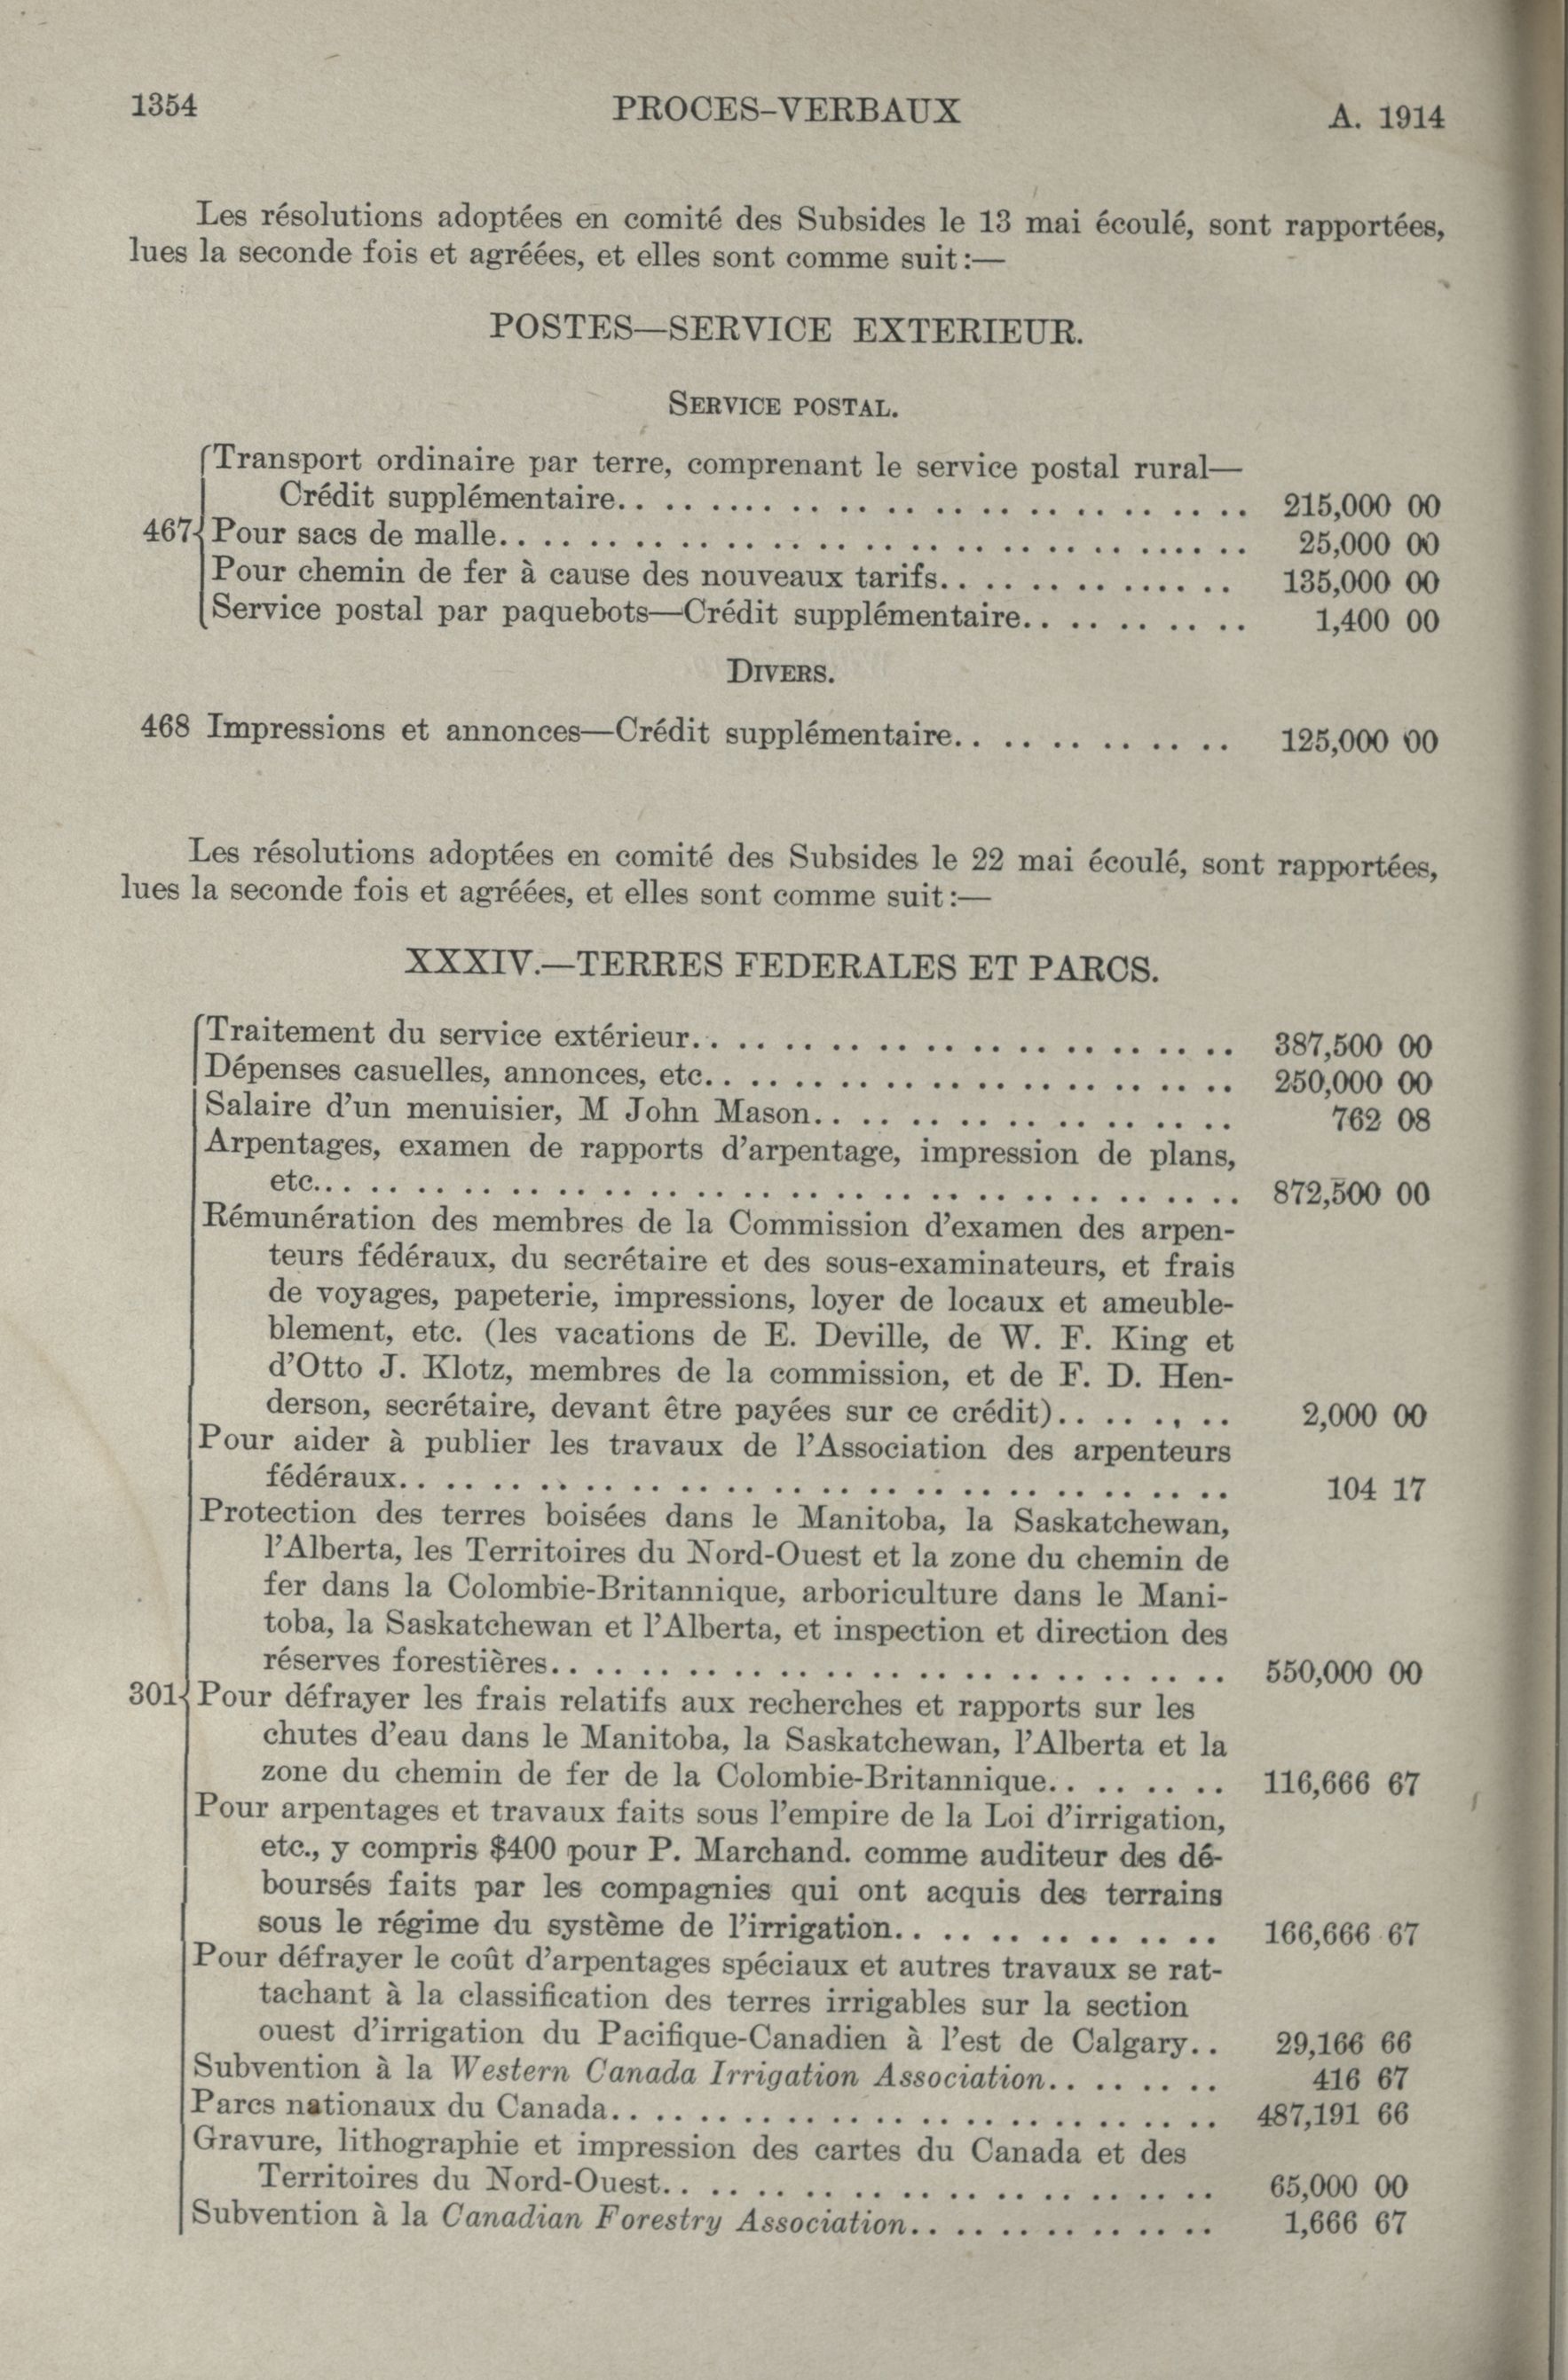 1354 PROCES-VERBAUX A. 1914
Les résolutions adoptées en comité des Subsides le 13 mai écoulé, sont rapportées,
lues la seconde fois et agréées, et elles sont comme suit:—
POSTES—SERVICE EXTERIEUR.
SERVICE POSTAL.
Transport ordinaire par terre, comprenant le service postal rural—
Crédit supplémentaire.. .. .. .. .. .. .. .. .. .. .. .. .. .. 215,000 00
467 Pour sacs de malle.. .. .. .. .. .. .. .. .. .. .. .. .. .. .. .. 25,000 00
Pour chemin de fer à cause des nouveaux tarifs.. .. .. .. .. .. .. 135,000 00
Service postal par paquebots—Crédit supplémentaire.. .. .. .. .. 1,400 00
DIVERS.
468 Impressions et annonces—Crédit supplémentaire.. .. .. .. .. .. 125,000 00
Les résolutions adoptées en comité des Subsides le 22 mai écoulé, sont rapportées,
lues la seconde fois et agréées, et elles sont comme suit:—
XXXIV.—TERRES FEDERALES ET PARCS.
Traitement du service extérieur.. .. .. .. .. .. .. .. .. .. .. .. 387,500 00
Dépenses casuelles, annonces, etc.. .. .. .. .. .. .. .. .. .. .. .. 250,000 00
Salaire d'un menuisier, M John Mason.. .. .. .. .. .. .. .. .. 762 08
Arpentages, examen de rapports d'arpentage, impression de plans,
etc... .. .. .. .. .. .. .. .. .. .. .. .. .. .. .. .. .. .. .. 872,500 00
Rémunération des membres de la Commission d'examen des arpen-
teurs fédéraux, du secrétaire et des sous-examinateurs, et frais
de voyages, papeterie, impressions, loyer de locaux et ameuble-
blement, etc. (les vacations de E. Deville, de W. F. King et
d'Otto J. Klotz, membres de la commission, et de F. D. Hen-
derson, secrétaire, devant être payées sur ce crédit).. .. .. .. 2,000 00
Pour aider à publier les travaux de l'Association des arpenteurs
fédéraux.. .. .. .. .. .. .. .. .. .. .. .. .. .. .. .. .. .. 104 17
Protection des terres boisées dans le Manitoba, la Saskatchewan,
l'Alberta, les Territoires du Nord-Ouest et la zone du chemin de
fer dans la Colombie-Britannique, arboriculture dans le Mani-
toba, la Saskatchewan et l'Alberta, et inspection et direction des
réserves forestières.. .. .. .. .. .. .. .. .. .. .. .. .. .. .. 550,000 00
301 Pour défrayer les frais relatifs aux recherches et rapports sur les
chutes d'eau dans le Manitoba, la Saskatchewan, l'Alberta et la
zone du chemin de fer de la Colombie-Britannique.. .. .. .. 116,666 67
Pour arpentages et travaux faits sous l'empire de la Loi d'irrigation,
etc., y compris $400 pour P. Marchand. comme auditeur des dé-
boursés faits par les compagnies qui ont acquis des terrains
sous le régime du système de l'irrigation.. .. .. .. .. .. .. 166,666 67
Pour défrayer le coût d'arpentages spéciaux et autres travaux se rat-
tachant à la classification des terres irrigables sur la section
ouest d'irrigation du Pacifique-Canadien à l'est de Calgary.. 29,166 66
Subvention à la Western Canada Irrigation Association.. .. .. .. 416 67
Parcs nationaux du Canada.. .. .. .. .. .. .. .. .. .. .. .. .. 487,191 66
Gravure, lithographie et impression des cartes du Canada et des
Territoires du Nord-Ouest.. .. .. .. .. .. .. .. .. .. .. .. 65,000 00
Subvention à la Canadian Forestry Association.. .. .. .. .. .. .. 1,666 67